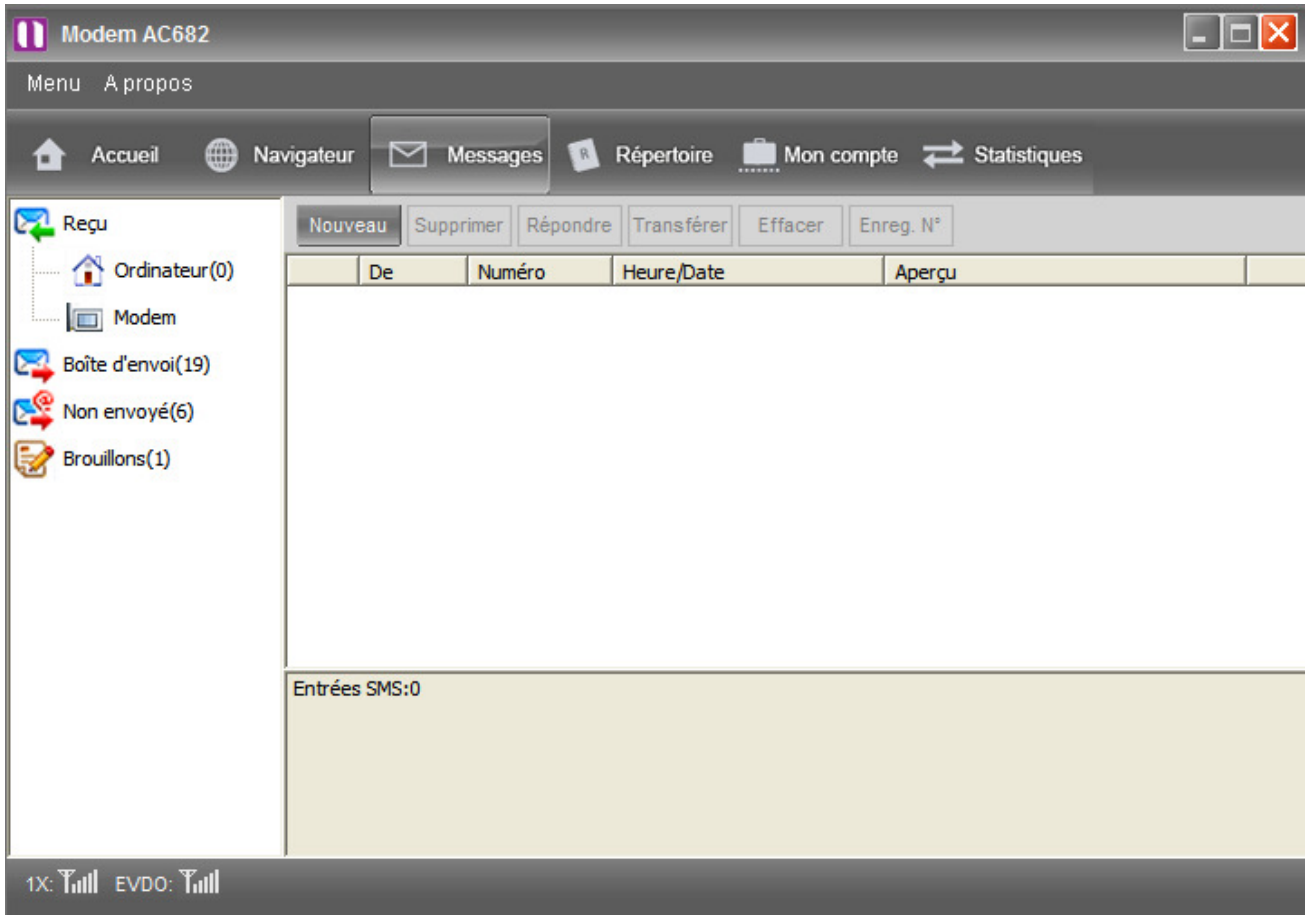 Modem AC682
Menu A propos
Accueil Navigateur Messages Répertoire Mon compte Statistiques
Reçu
Ordinateur(0)
Modem
Boîte d'envoi(19)
Non envoyé(6)
Brouillons(1)
Nouveau Supprimer Répondre Transférer Effacer Enreg. N°
De Numéro Heure/Date Aperçu
Entrées SMS:0
1X: EVDO: